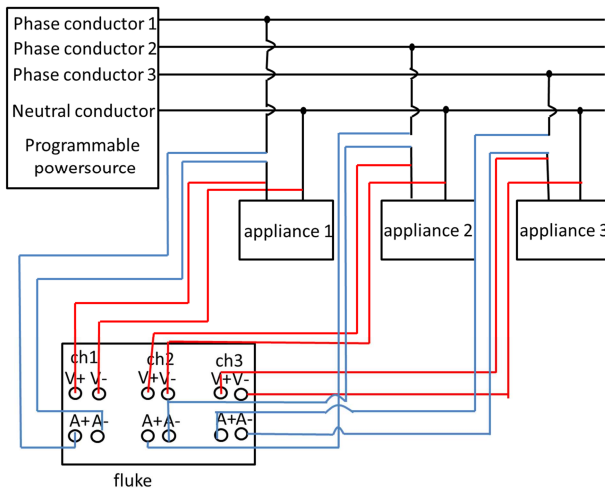 Phase conductor 1
Phase conductor 2
Phase conductor 3
Neutral conductor
Programmable
powersource
appliance 1
appliance 2
appliance 3
ch1
ch2
ch3
V+ V-
V+V-
V+V-
A+A-
A+A-
A+A-
fluke